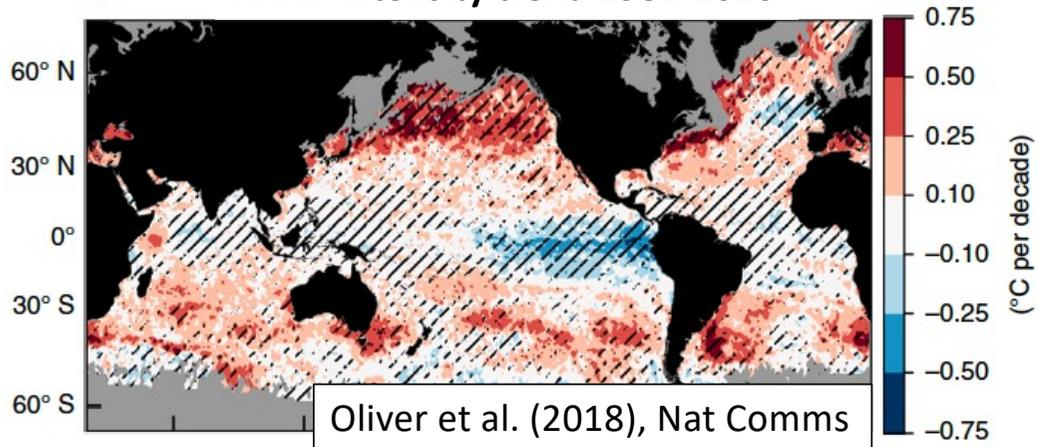 0.75
60° N
0.50
0.25
30° N
0.10
0°
–0.10
30° S
–0.25
–0.50
60° S
–0.75
(°C per decade)
Oliver et al. (2018), Nat Comms